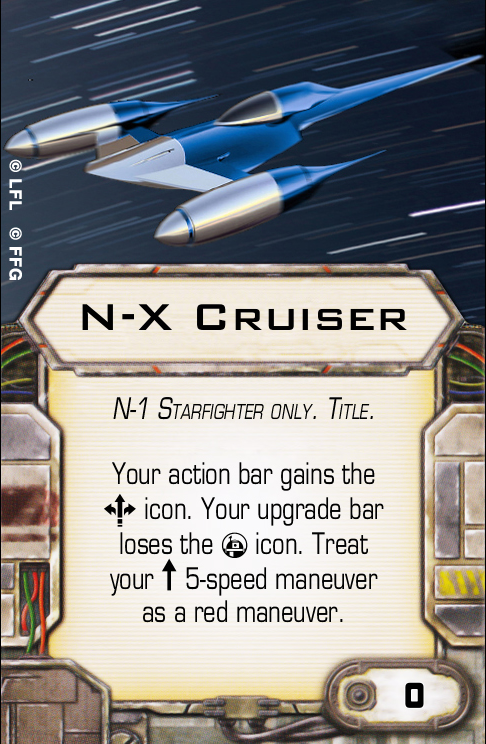 © LFL © FFG
N-X Cruiser
N-1 Starfighter only. Title.
Your action bar gains the
icon. Your upgrade bar
loses the icon. Treat
your 5-speed maneuver
as a red maneuver.
0